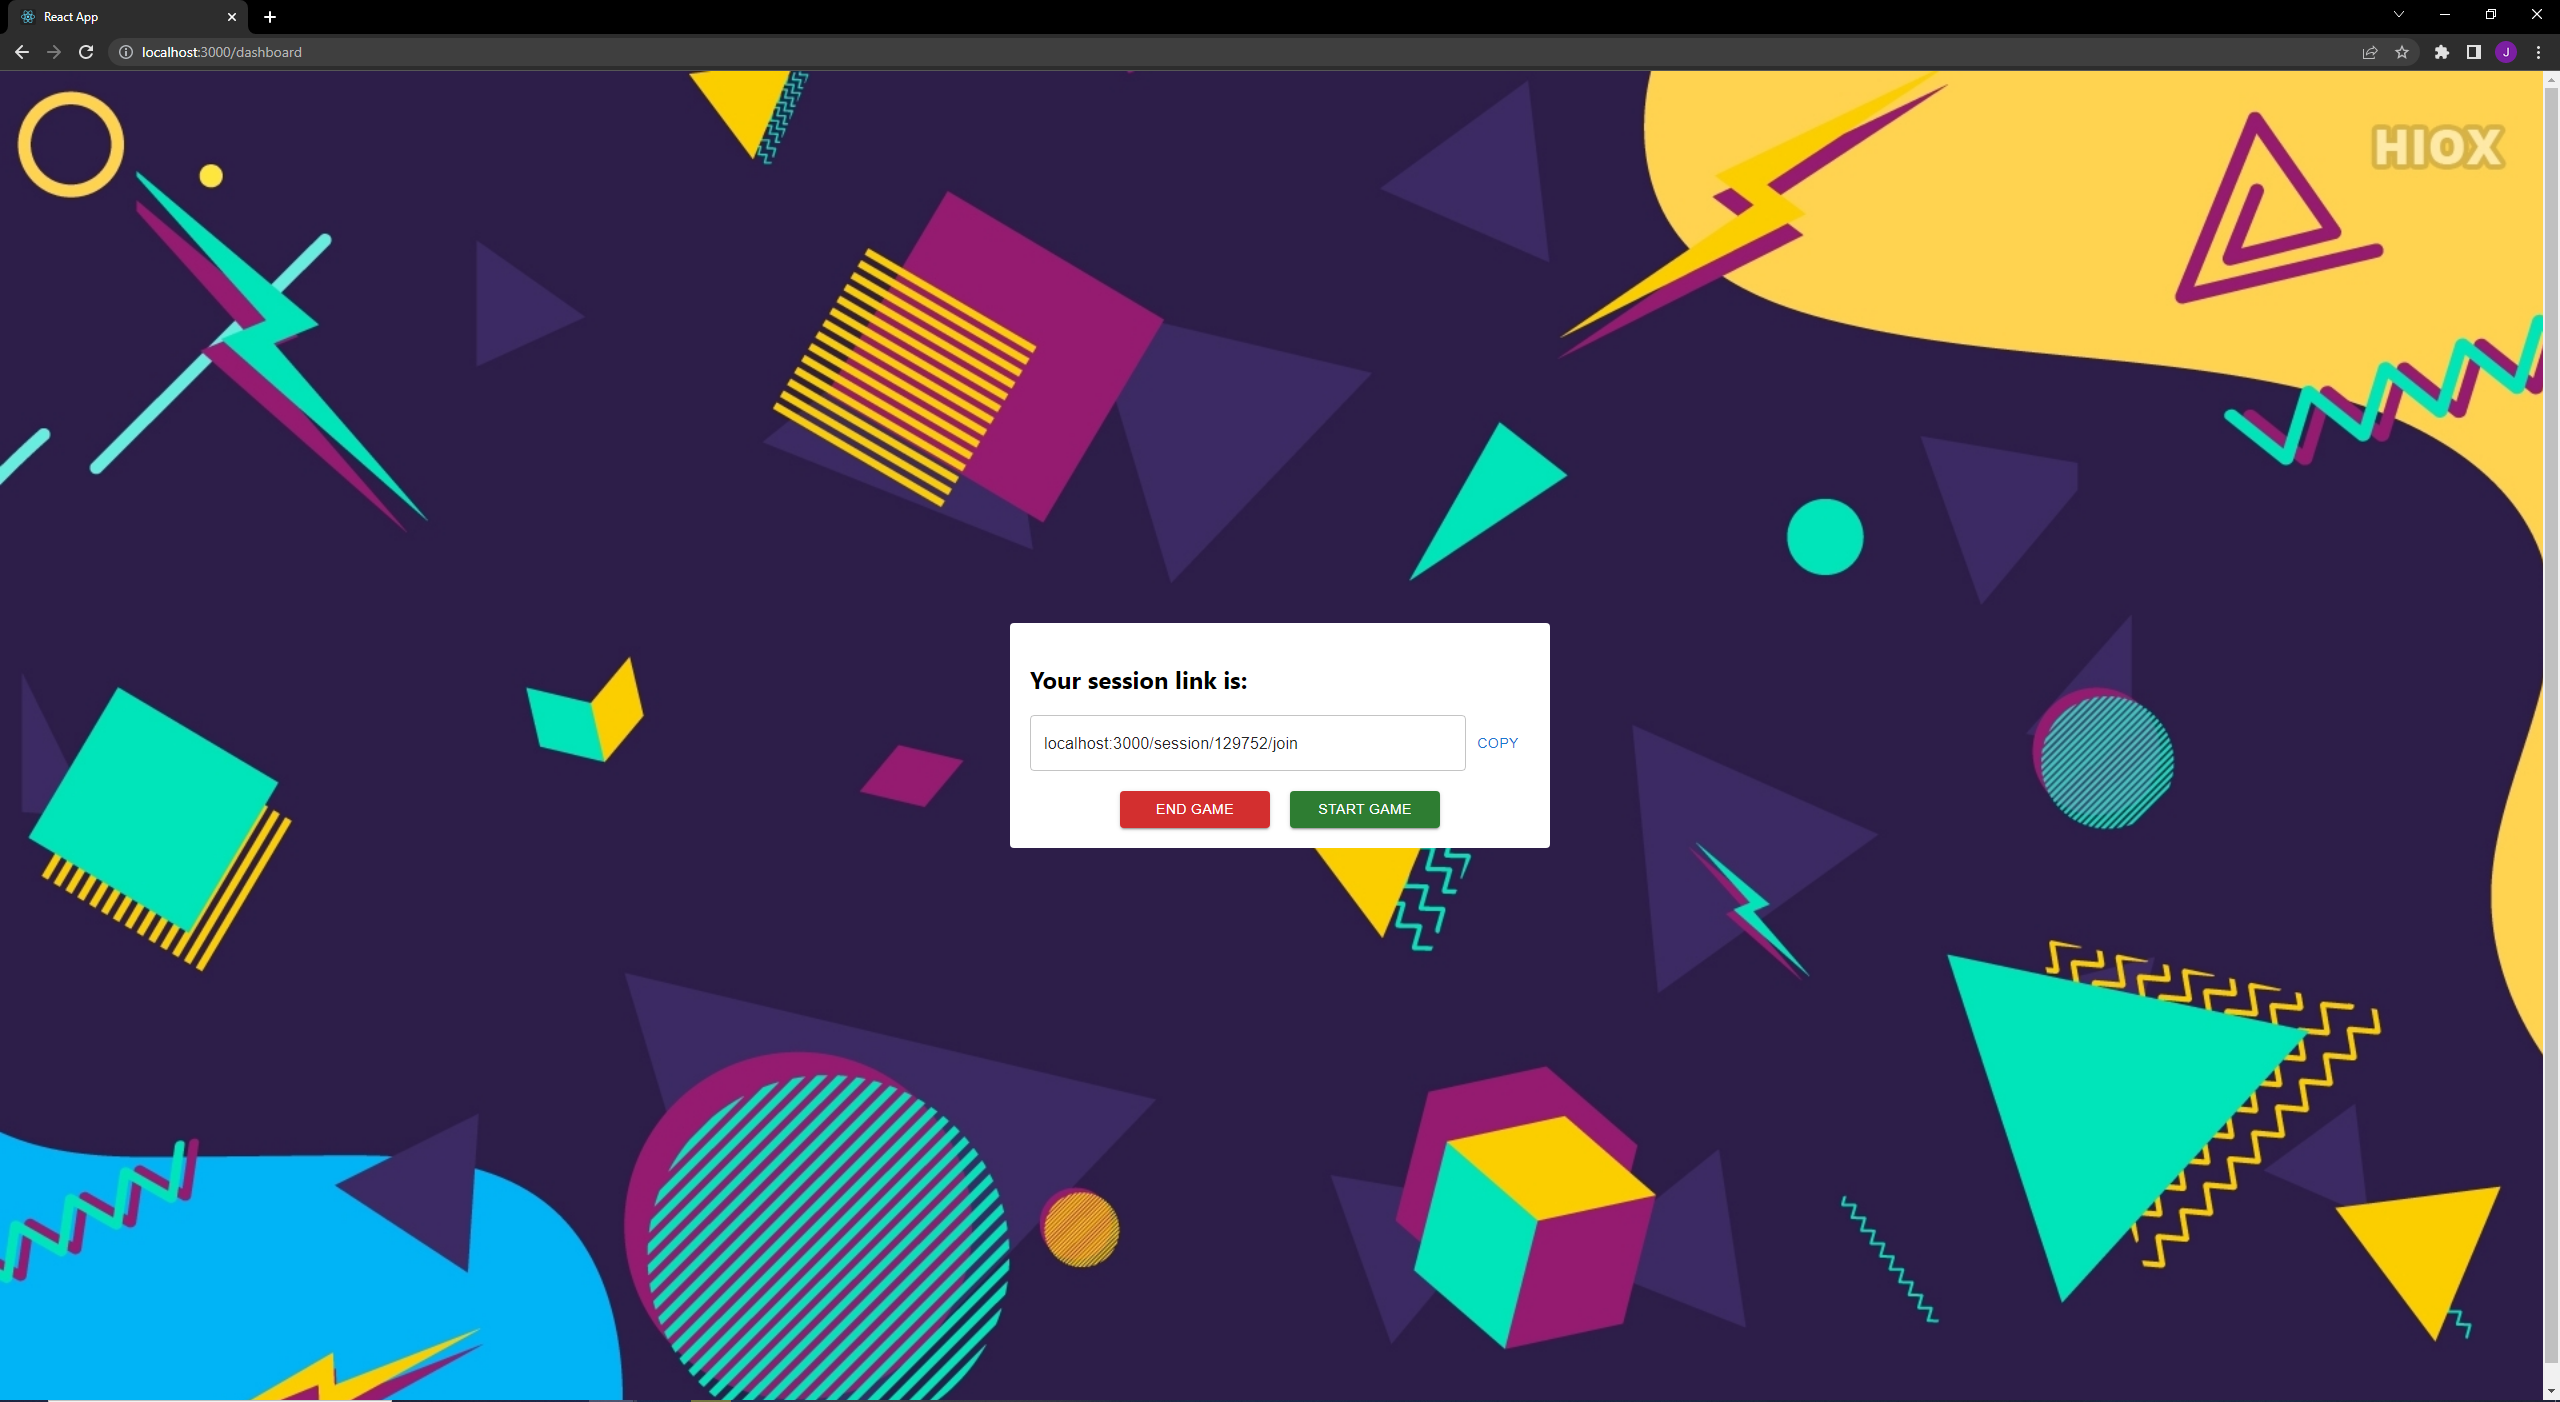 React App
localhost:3000/dashboard
J
HIOX
Your session link is:
localhost:3000/session/129752/join
COPY
END GAME
START GAME